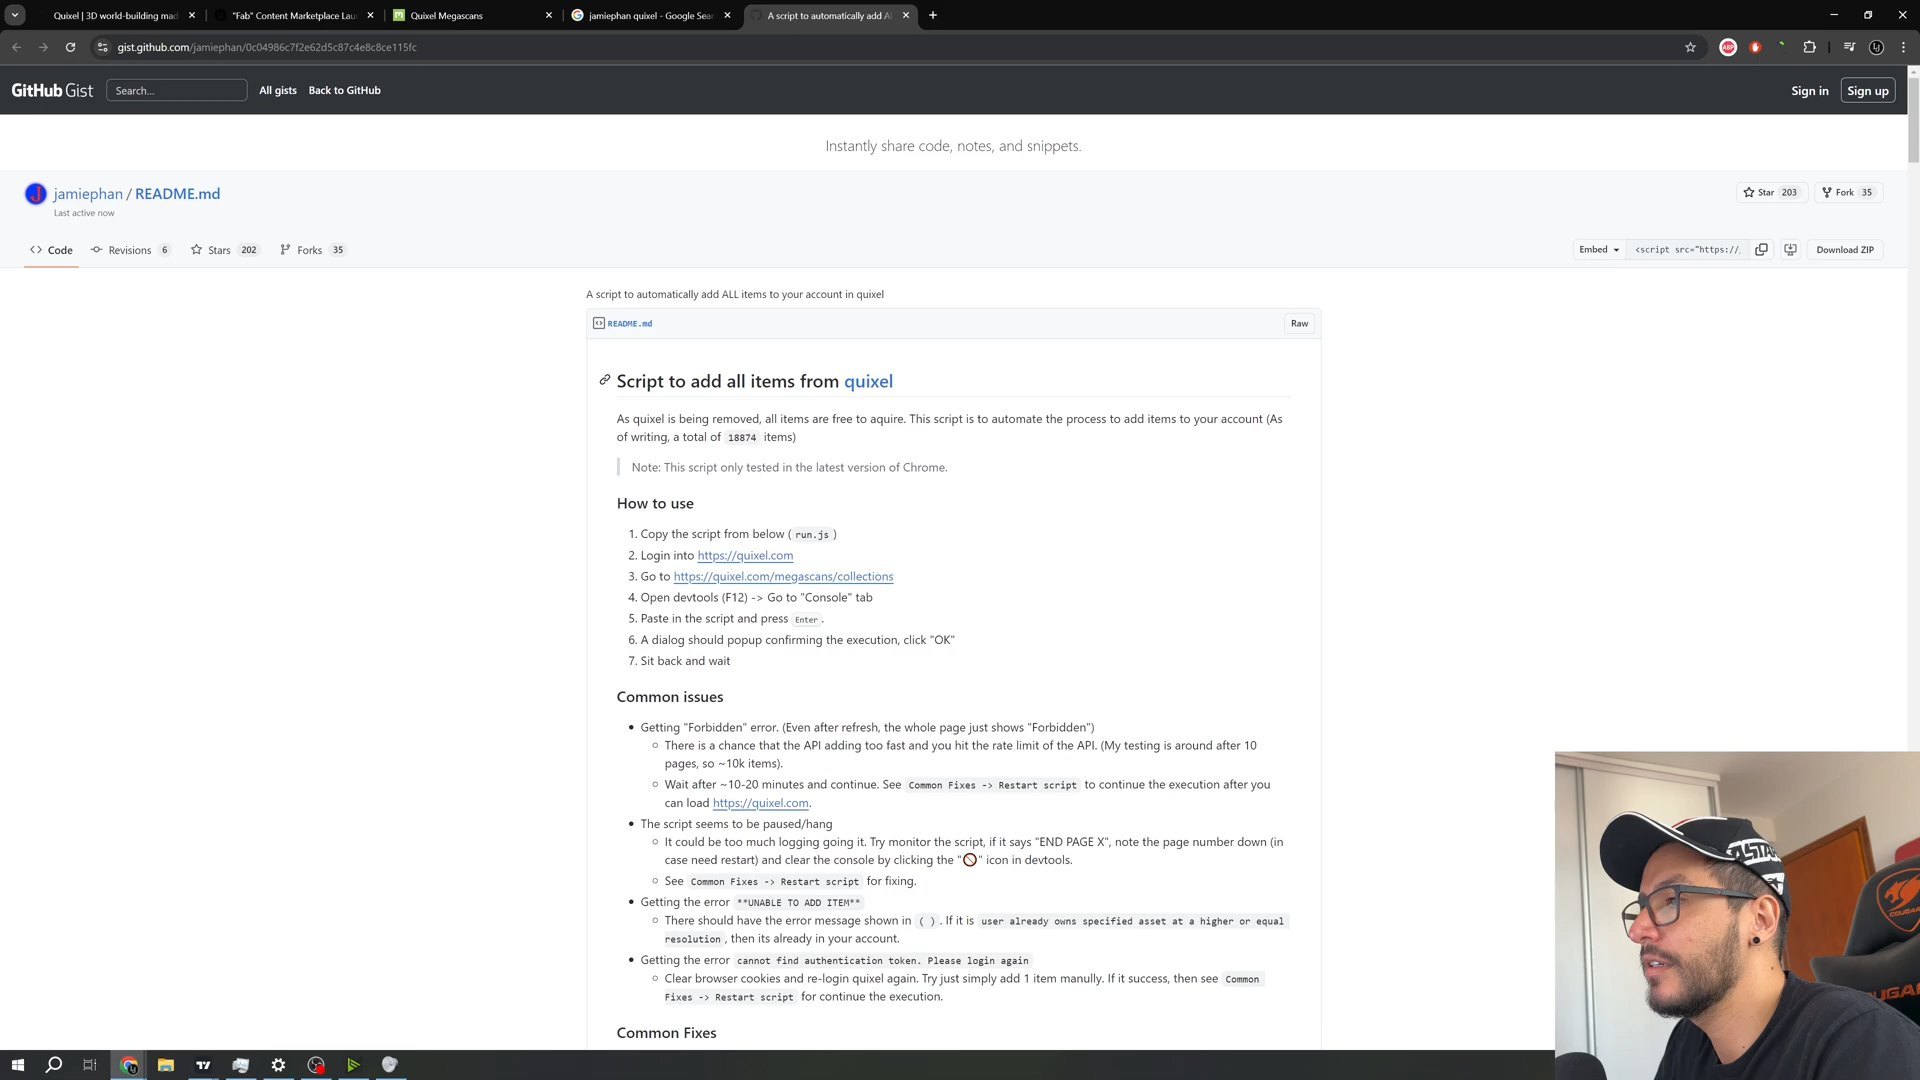 Quixel | 3D world-building mad
"Fab" Content Marketplace Lau
Quixel Megascans
jamiephan quixel - Google Sea
A script to automatically add Al
gist.github.com/jamiephan/0c04986c7f2e62d5c87c4e8c8ce115fc
GitHub Gist
Search...
All gists
Back to GitHub
Sign in
Sign up
Instantly share code, notes, and snippets.
jamiephan / README.md
Last active now
Star 203
Fork 35
Code
Revisions 6
Stars 202
Forks 35
Embed
<script src="https://
Download ZIP
A script to automatically add ALL items to your account in quixel
README.md
Raw
Script to add all items from quixel
As quixel is being removed, all items are free to aquire. This script is to automate the process to add items to your account (As
of writing, a total of 18874 items)
Note: This script only tested in the latest version of Chrome.
How to use
1. Copy the script from below ( run.js )
2. Login into https://quixel.com
3. Go to https://quixel.com/megascans/collections
4. Open devtools (F12) -> Go to "Console" tab
5. Paste in the script and press Enter.
6. A dialog should popup confirming the execution, click "OK"
7. Sit back and wait
Common issues
• Getting "Forbidden" error. (Even after refresh, the whole page just shows "Forbidden")
○ There is a chance that the API adding too fast and you hit the rate limit of the API. (My testing is around after 10
pages, so ~10k items).
○ Wait after ~10-20 minutes and continue. See Common Fixes -> Restart script to continue the execution after you
can load https://quixel.com.
• The script seems to be paused/hang
○ It could be too much logging going it. Try monitor the script, if it says "END PAGE X", note the page number down (in
case need restart) and clear the console by clicking the "🚫" icon in devtools.
○ See Common Fixes -> Restart script for fixing.
• Getting the error **UNABLE TO ADD ITEM**
○ There should have the error message shown in ( ) . If it is user already owns specified asset at a higher or equal
resolution , then its already in your account.
• Getting the error cannot find authentication token. Please login again
○ Clear browser cookies and re-login quixel again. Try just simply add 1 item manully. If it success, then see Common
Fixes -> Restart script for continue the execution.
Common Fixes
ABP
COUGAR